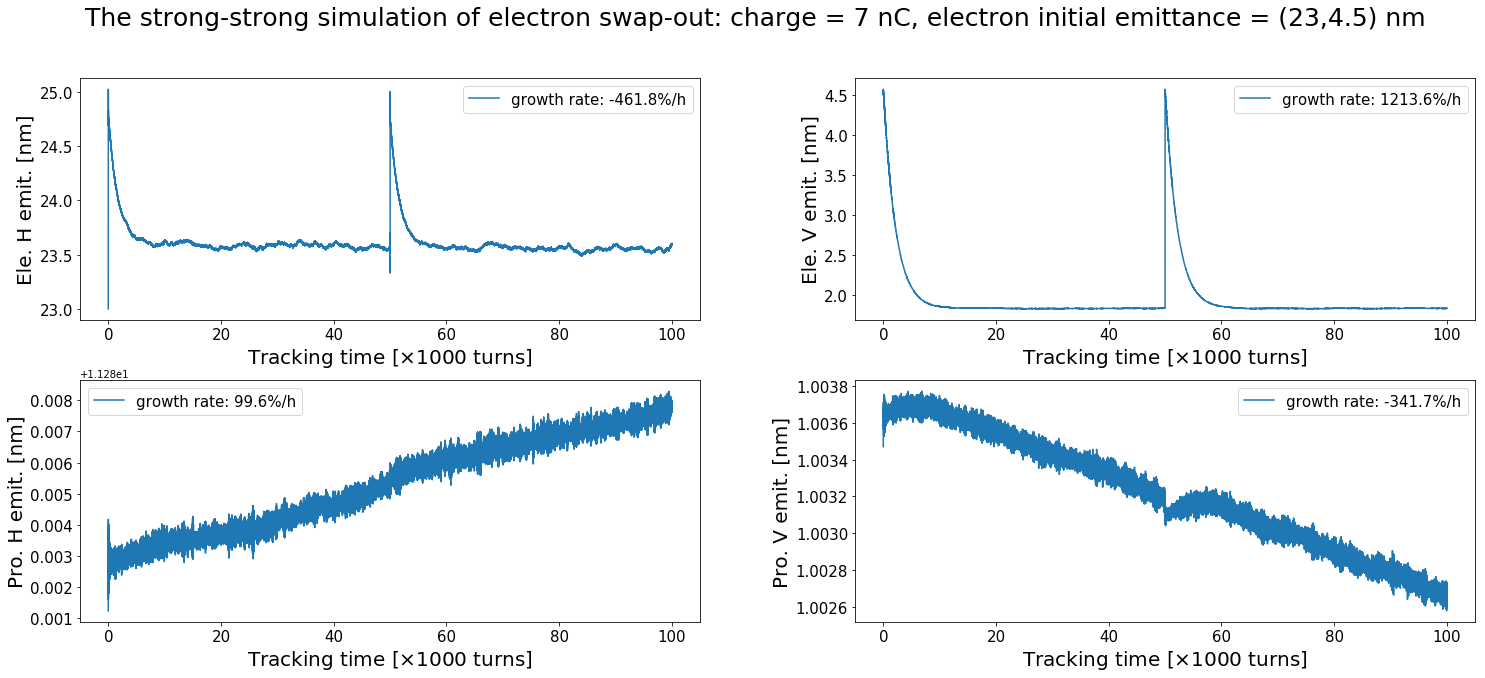 The strong-strong simulation of electron swap-out: charge = 7 nC, electron initial emittance = (23,4.5) nm
growth rate: -461.8%/h
25.0
24.5
24.0
23.5
23.0
Ele. H emit. [nm]
0 20 40 60 80 100
Tracking time [×1000 turns]
growth rate: 1213.6%/h
4.5
4.0
3.5
3.0
2.5
2.0
Ele. V emit. [nm]
0 20 40 60 80 100
Tracking time [×1000 turns]
+1.128e1
growth rate: 99.6%/h
0.008
0.007
0.006
0.005
0.004
0.003
0.002
0.001
Pro. H emit. [nm]
0 20 40 60 80 100
Tracking time [×1000 turns]
growth rate: -341.7%/h
1.0038
1.0036
1.0034
1.0032
1.0030
1.0028
1.0026
Pro. V emit. [nm]
0 20 40 60 80 100
Tracking time [×1000 turns]